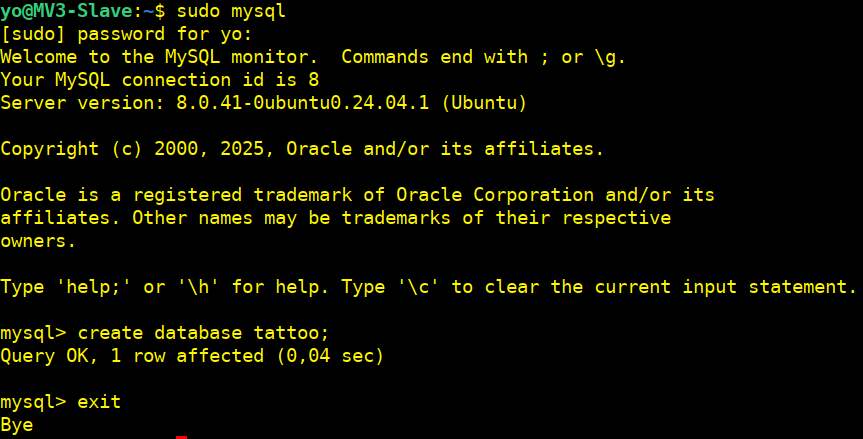 yo@MV3-Slave:~$ sudo mysql
[sudo] password for yo:
Welcome to the MySQL monitor.  Commands end with ; or \g.
Your MySQL connection id is 8
Server version: 8.0.41-0ubuntu0.24.04.1 (Ubuntu)
Copyright (c) 2000, 2025, Oracle and/or its affiliates.
Oracle is a registered trademark of Oracle Corporation and/or its
affiliates. Other names may be trademarks of their respective
owners.
Type 'help;' or '\h' for help. Type '\c' to clear the current input statement.
mysql> create database tattoo;
Query OK, 1 row affected (0,04 sec)
mysql> exit
Bye